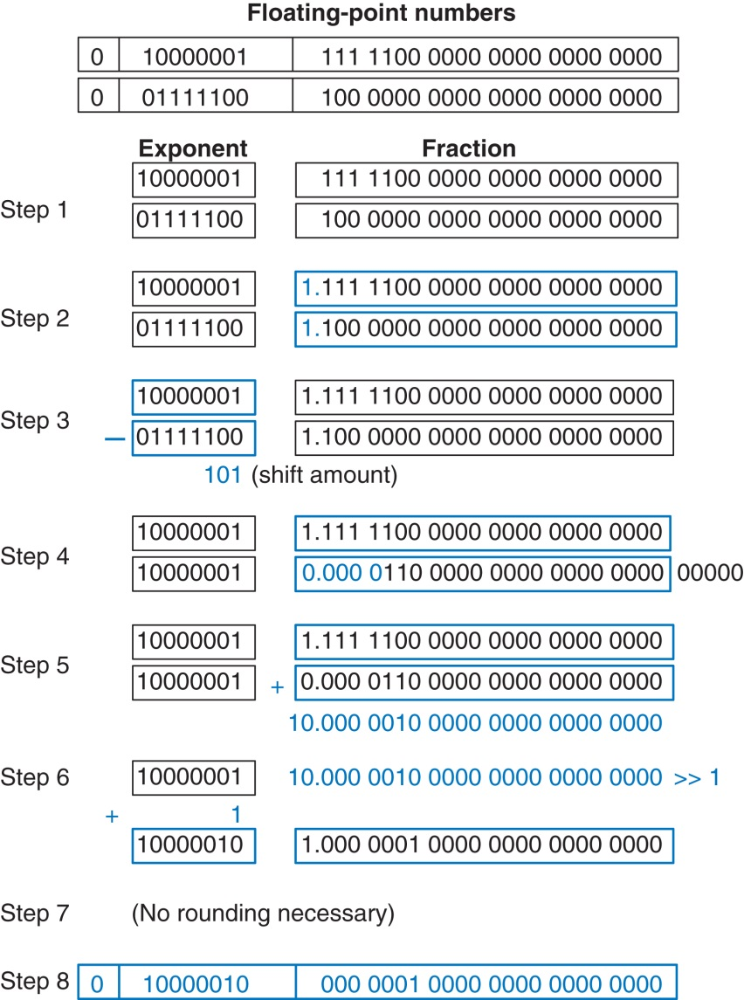 Floating-point numbers
0 10000001 111 1100 0000 0000 0000 0000
0 01111100 100 0000 0000 0000 0000 0000
Exponent Fraction
10000001 111 1100 0000 0000 0000 0000
Step 1
01111100 100 0000 0000 0000 0000 0000
10000001 1.111 1100 0000 0000 0000 0000
Step 2
01111100 1.100 0000 0000 0000 0000 0000
10000001 1.111 1100 0000 0000 0000 0000
Step 3
— 01111100 1.100 0000 0000 0000 0000 0000
101 (shift amount)
10000001 1.111 1100 0000 0000 0000 0000
Step 4
10000001 0.000 0110 0000 0000 0000 0000 00000
10000001 1.111 1100 0000 0000 0000 0000
Step 5
10000001 + 0.000 0110 0000 0000 0000 0000
10.000 0010 0000 0000 0000 0000
Step 6 10000001 10.000 0010 0000 0000 0000 0000 >> 1
+ 1
10000010 1.000 0001 0000 0000 0000 0000
Step 7 (No rounding necessary)
Step 8 0 10000010 000 0001 0000 0000 0000 0000